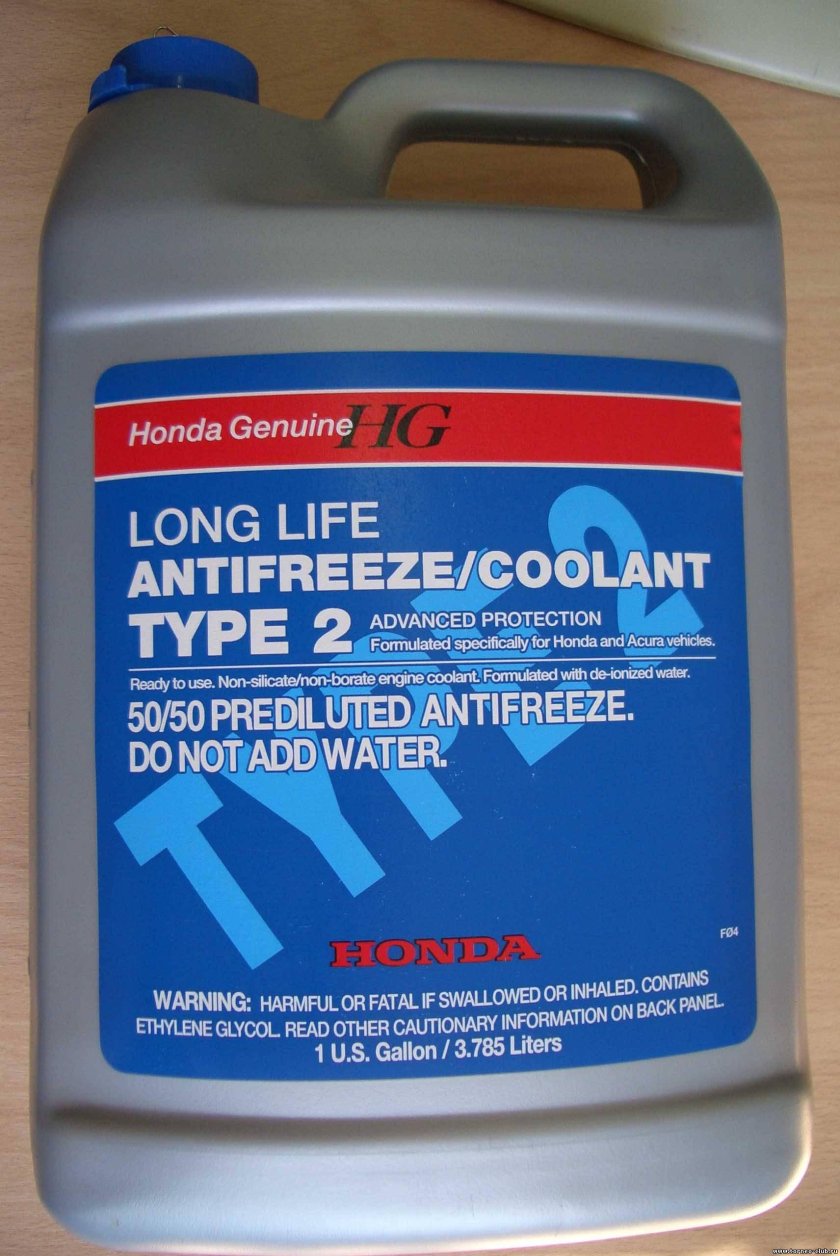 Honda Genuine HG
LONG LIFE
ANTIFREEZE/COOLANT
TYPE 2
ADVANCED PROTECTION
Formulated specifically for Honda and Acura vehicles.
Ready to use. Non-silicate/non-borate engine coolant. Formulated with de-ionized water.
50/50 PREDILUTED ANTIFREEZE.
DO NOT ADD WATER.
TYPE 2
HONDA
FØ4
WARNING: HARMFUL OR FATAL IF SWALLOWED OR INHALED. CONTAINS
ETHYLENE GLYCOL. READ OTHER CAUTIONARY INFORMATION ON BACK PANEL.
1 U.S. Gallon / 3.785 Liters